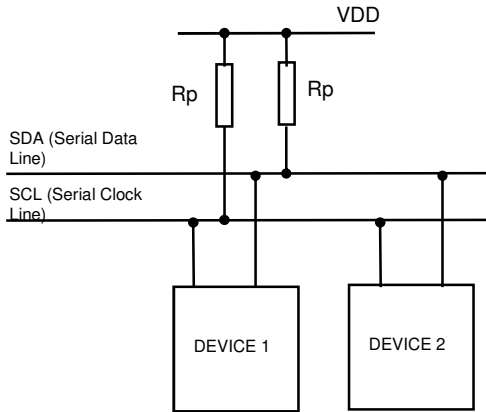 VDD
Rp
Rp
SDA (Serial Data
Line)
SCL (Serial Clock
Line)
DEVICE 1
DEVICE 2